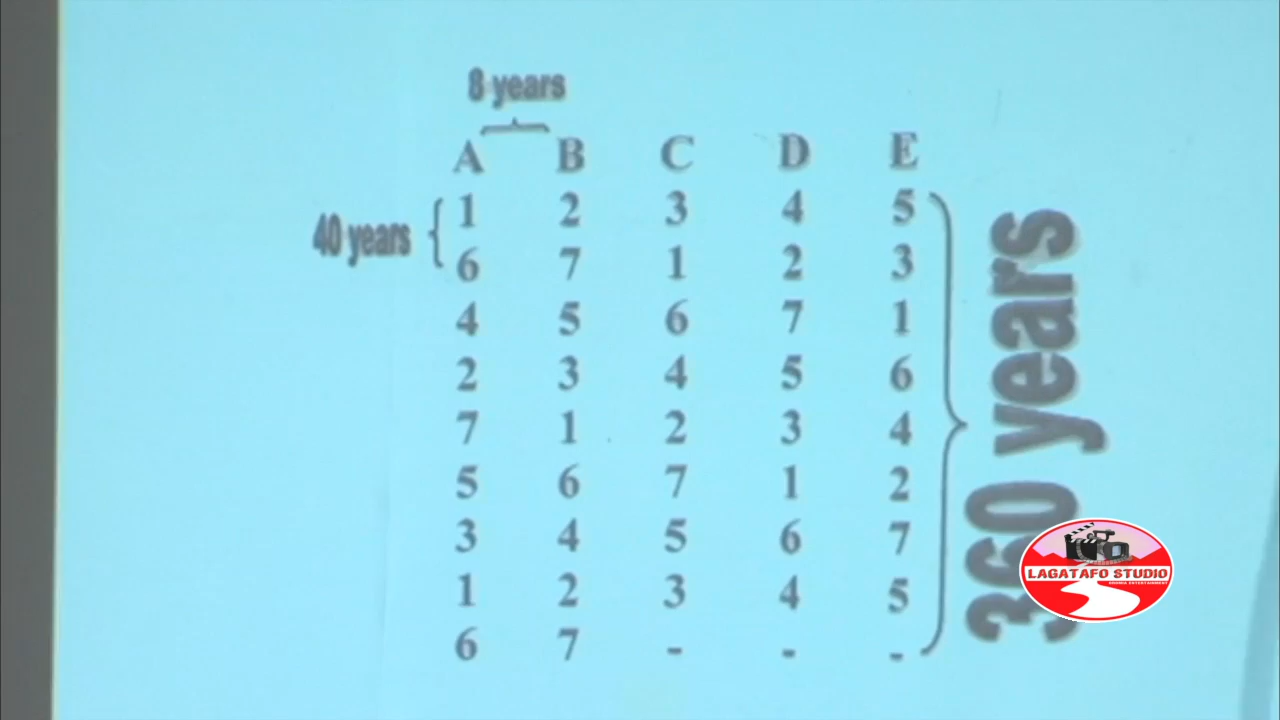 8 years
A B C D E
40 years
1 2 3 4 5
6 7 1 2 3
4 5 6 7 1
2 3 4 5 6
7 1 2 3 4
5 6 7 1 2
3 4 5 6 7
1 2 3 4 5
6 7 - - -
360 years
LAGATAFO STUDIO